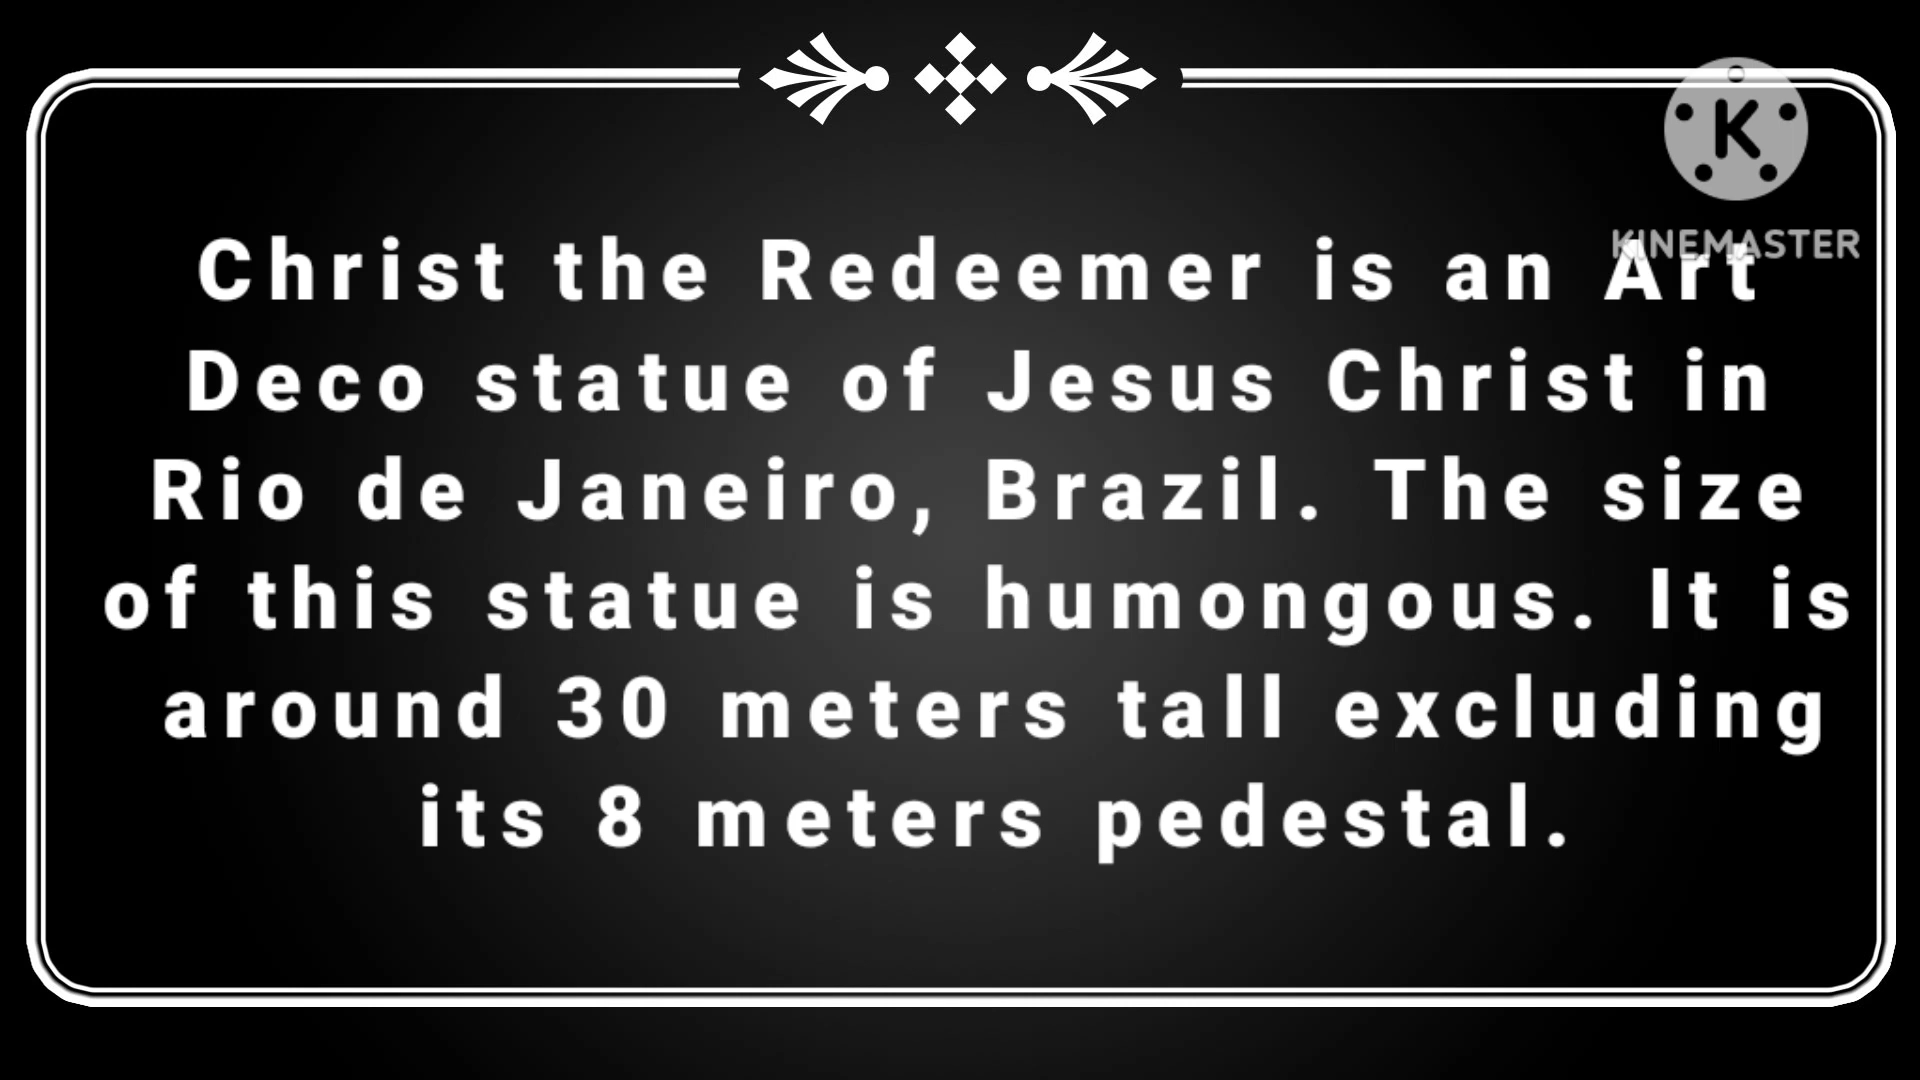 K
KINEMASTER
Christ the Redeemer is an Art
Deco statue of Jesus Christ in
Rio de Janeiro, Brazil. The size
of this statue is humongous. It is
around 30 meters tall excluding
its 8 meters pedestal.